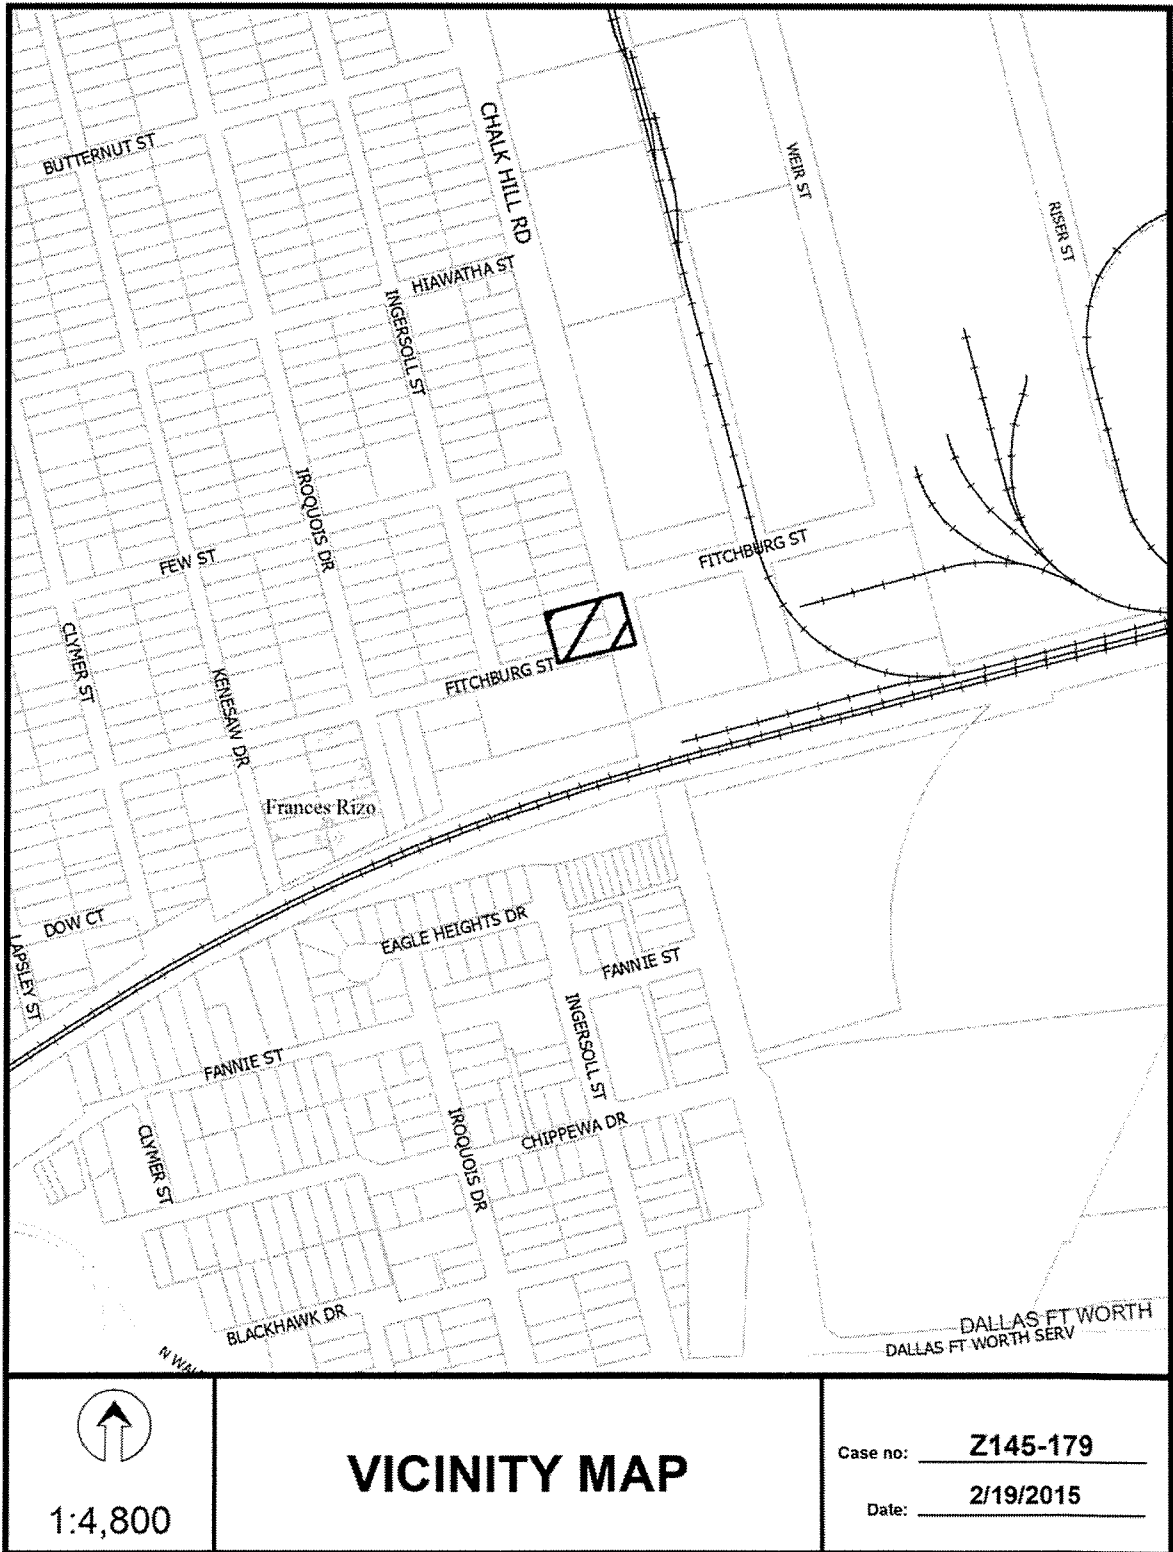 BUTTERNUT ST
CHALK HILL RD
WEIR ST
RISER ST
HIAWATHA ST
INGERSOLL ST
IROQUOIS DR
FITCHBURG ST
FEW ST
CLYMER ST
KENESAW DR
FITCHBURG ST
Frances Rizo
DOW CT
LAPSLEY ST
EAGLE HEIGHTS DR
FANNIE ST
INGERSOLL ST
FANNIE ST
CHIPPEWA DR
IROQUOIS DR
CLYMER ST
BLACKHAWK DR
DALLAS FT WORTH
DALLAS FT WORTH SERV
1:4,800
VICINITY MAP
Case no: Z145-179
Date: 2/19/2015